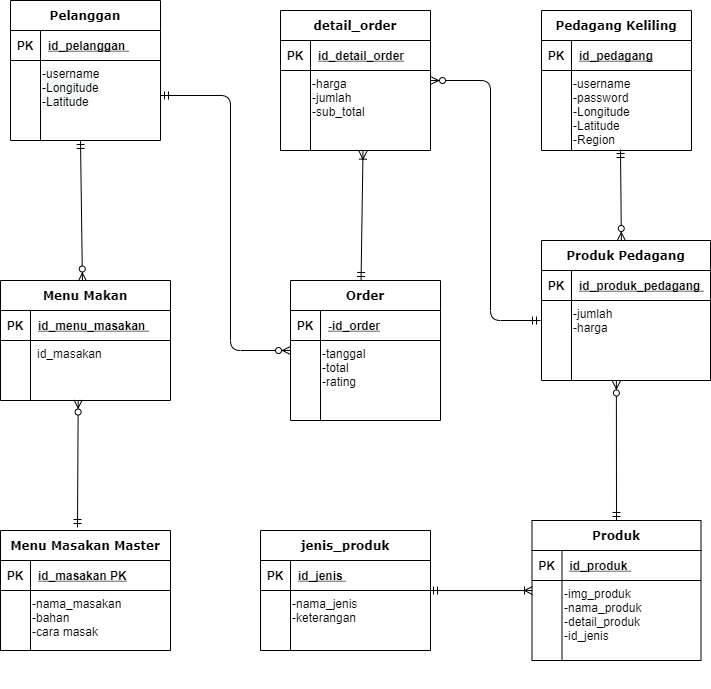 Pelanggan
PK id_pelanggan
-username
-Longitude
-Latitude
detail_order
PK id_detail_order
-harga
-jumlah
-sub_total
Pedagang Keliling
PK id_pedagang
-username
-password
-Longitude
-Latitude
-Region
Menu Makan
PK id_menu_masakan
id_masakan
Order
PK -id_order
-tanggal
-total
-rating
Produk Pedagang
PK id_produk_pedagang
-jumlah
-harga
Menu Masakan Master
PK id_masakan PK
-nama_masakan
-bahan
-cara masak
jenis_produk
PK id_jenis
-nama_jenis
-keterangan
Produk
PK id_produk
-img_produk
-nama_produk
-detail_produk
-id_jenis